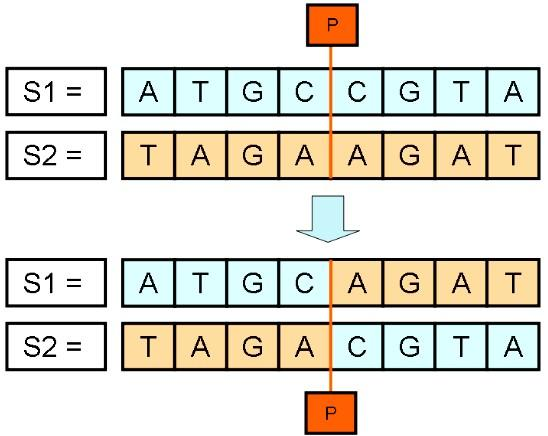 P
S1 = A T G C C G T A
S2 = T A G A A G A T
S1 = A T G C A G A T
S2 = T A G A C G T A
P